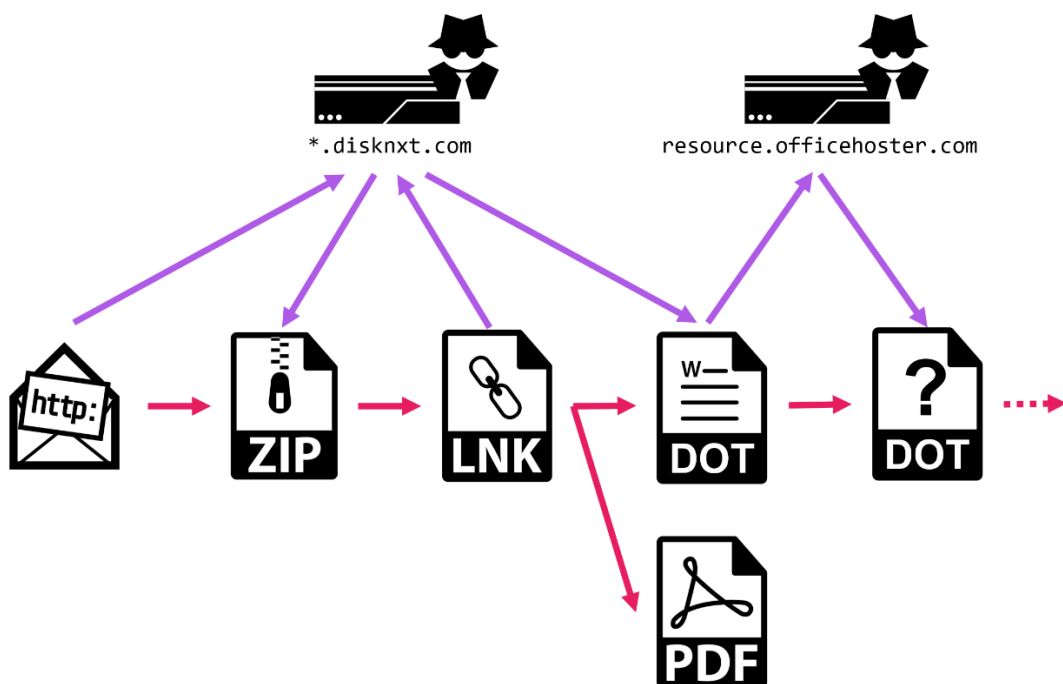 *.disknxt.com
resource.officehoster.com
http:
ZIP
LNK
W
DOT
?
DOT
PDF